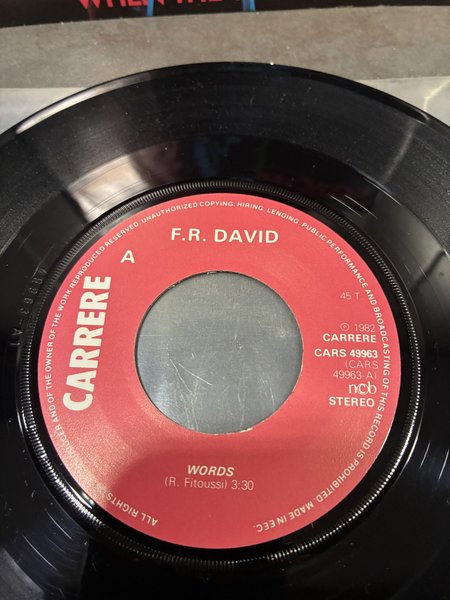 F.R. DAVID
A
45 T
CARRERE
℗ 1982
CARRERE
CARS 49963
(CARS
49963-A)
ncb
STEREO
WORDS
(R. Fitoussi) 3:30
ALL RIGHTS AND OF THE OWNER OF THE WORK REPRODUCED RESERVED. UNAUTHORIZED COPYING. HIRING. LENDING. PUBLIC PERFORMANCE AND BROADCASTING OF THIS RECORD IS PROHIBITED. MADE IN EEC.